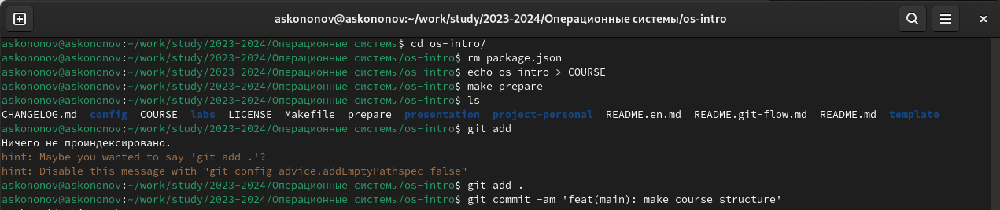 askononov@askononov:~/work/study/2023-2024/Операционные системы/os-intro
askononov@askononov:~/work/study/2023-2024/Операционные системы$ cd os-intro/
askononov@askononov:~/work/study/2023-2024/Операционные системы/os-intro$ rm package.json
askononov@askononov:~/work/study/2023-2024/Операционные системы/os-intro$ echo os-intro > COURSE
askononov@askononov:~/work/study/2023-2024/Операционные системы/os-intro$ make prepare
askononov@askononov:~/work/study/2023-2024/Операционные системы/os-intro$ ls
CHANGELOG.md  config  COURSE  labs  LICENSE  Makefile  prepare  presentation  project-personal  README.en.md  README.git-flow.md  README.md  template
askononov@askononov:~/work/study/2023-2024/Операционные системы/os-intro$ git add
Ничего не проиндексировано.
hint: Maybe you wanted to say 'git add .'?
hint: Disable this message with "git config advice.addEmptyPathspec false"
askononov@askononov:~/work/study/2023-2024/Операционные системы/os-intro$ git add .
askononov@askononov:~/work/study/2023-2024/Операционные системы/os-intro$ git commit -am 'feat(main): make course structure'